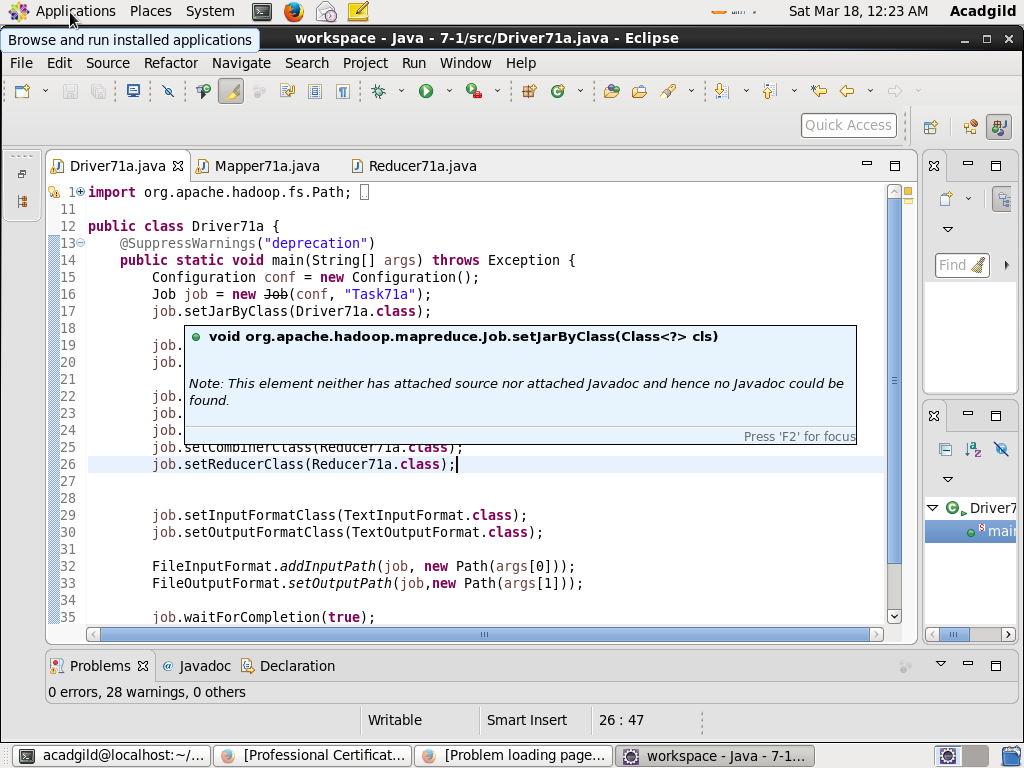 Applications Places System Sat Mar 18, 12:23 AM Acadgild
Browse and run installed applications
workspace - Java - 7-1/src/Driver71a.java - Eclipse
File Edit Source Refactor Navigate Search Project Run Window Help
Quick Access
Driver71a.java Mapper71a.java Reducer71a.java
1 import org.apache.hadoop.fs.Path;
11
12 public class Driver71a {
13 @SuppressWarnings("deprecation")
14 public static void main(String[] args) throws Exception {
15 Configuration conf = new Configuration();
16 Job job = new Job(conf, "Task71a");
17 job.setJarByClass(Driver71a.class);
18
void org.apache.hadoop.mapreduce.Job.setJarByClass(Class<?> cls)
19 job.
20 job.
21
Note: This element neither has attached source nor attached Javadoc and hence no Javadoc could be
found.
22 job.
23 job.
24 job.
Press 'F2' for focus
25 job.setCombinerClass(Reducer71a.class);
26 job.setReducerClass(Reducer71a.class);
27
28
29 job.setInputFormatClass(TextInputFormat.class);
30 job.setOutputFormatClass(TextOutputFormat.class);
31
32 FileInputFormat.addInputPath(job, new Path(args[0]));
33 FileOutputFormat.setOutputPath(job,new Path(args[1]));
34
35 job.waitForCompletion(true);
Find
Driver7
main
Problems Javadoc Declaration
0 errors, 28 warnings, 0 others
Writable Smart Insert 26 : 47
acadgild@localhost:~/... [Professional Certificat... [Problem loading page... workspace - Java - 7-1...